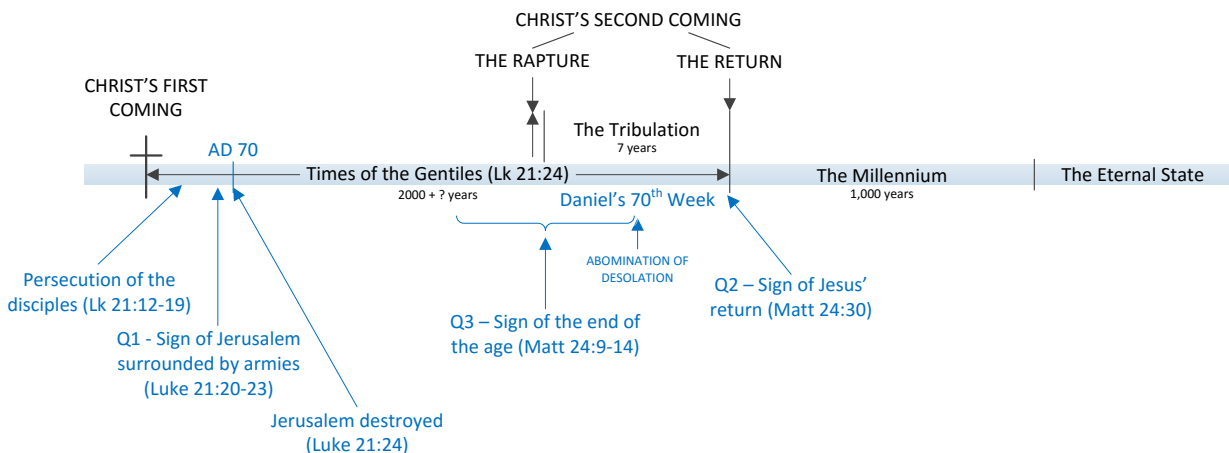 CHRIST'S SECOND COMING
THE RAPTURE
THE RETURN
CHRIST'S FIRST
COMING
The Tribulation
7 years
AD 70
Times of the Gentiles (Lk 21:24)
2000 + ? years
The Millennium
1,000 years
The Eternal State
Daniel's 70th Week
ABOMINATION OF
DESOLATION
Persecution of the
disciples (Lk 21:12-19)
Q1 - Sign of Jerusalem
surrounded by armies
(Luke 21:20-23)
Jerusalem destroyed
(Luke 21:24)
Q3 – Sign of the end of
the age (Matt 24:9-14)
Q2 – Sign of Jesus'
return (Matt 24:30)